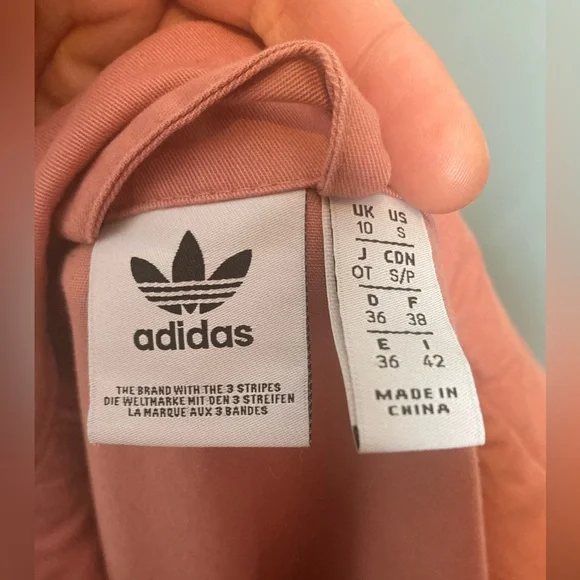 adidas
THE BRAND WITH THE 3 STRIPES
DIE WELTMARKE MIT DEN 3 STREIFEN
LA MARQUE AUX 3 BANDES
UK US
10 S
J CDN
OT S/P
D F
36 38
E I
36 42
MADE IN
CHINA